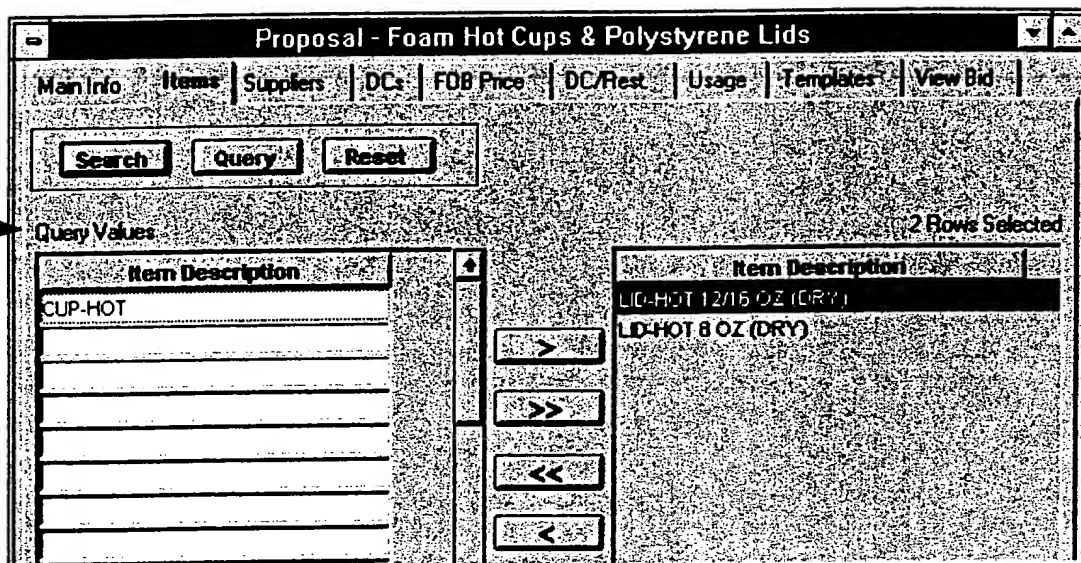 Proposal - Foam Hot Cups & Polystyrene Lids
Main Info Items Suppliers DCs FOB Price DC/Rest Usage Templates View Bid
Search Query Reset
Query Values 2 Rows Selected
Item Description Item Description
CUP-HOT LID-HOT 12/16 OZ (DRY)
LID-HOT 8 OZ (DRY)
>
>>
<<
<